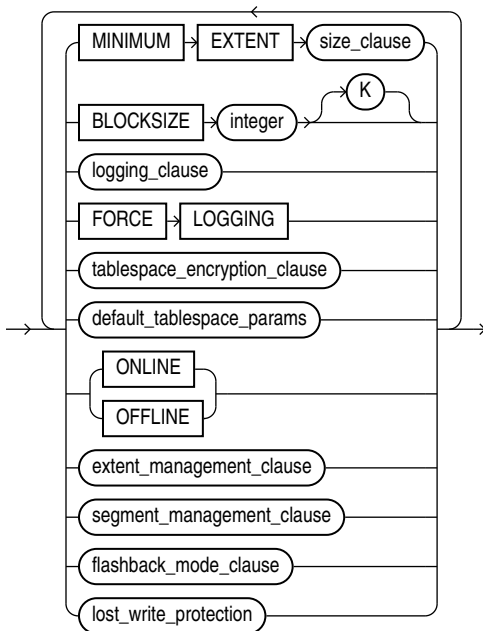 MINIMUM EXTENT size_clause
K
BLOCKSIZE integer
logging_clause
FORCE LOGGING
tablespace_encryption_clause
default_tablespace_params
ONLINE
OFFLINE
extent_management_clause
segment_management_clause
flashback_mode_clause
lost_write_protection